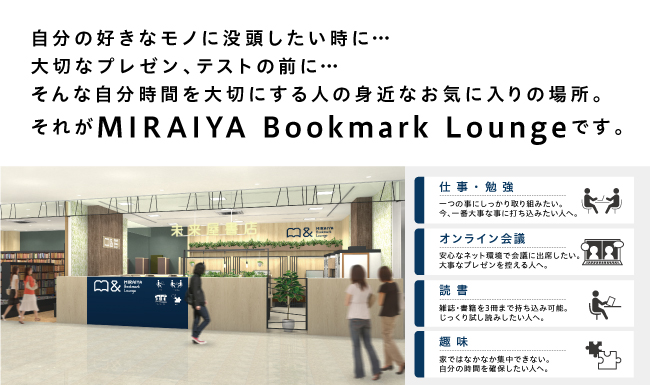 自分の好きなモノに没頭したい時に…
大切なプレゼン、テストの前に…
そんな自分時間を大切にする人の身近なお気に入りの場所。
それがMIRAIYA Bookmark Loungeです。
未来屋書店
& MIRAIYA
Bookmark
Lounge
& MIRAIYA
Bookmark
Lounge
仕事・勉強
一つの事にしっかり取り組みたい。
今、一番大事な事に打ち込みたい人へ。
オンライン会議
安心なネット環境で会議に出席したい。
大事なプレゼンを控える人へ。
読書
雑誌・書籍を3冊まで持ち込み可能。
じっくり試し読みしたい人へ。
趣味
家ではなかなか集中できない。
自分の時間を確保したい人へ。